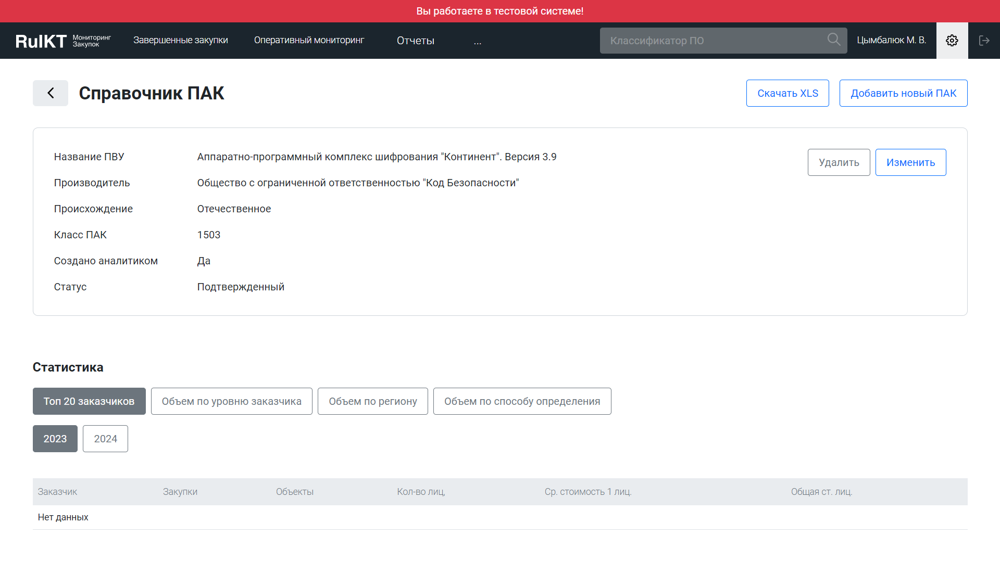 Вы работаете в тестовой системе!
RuIKT Мониторинг Закупок Завершенные закупки Оперативный мониторинг Отчеты ... Классификатор ПО Цымбалюк М. В.
Справочник ПАК Скачать XLS Добавить новый ПАК
Название ПВУ Аппаратно-программный комплекс шифрования "Континент". Версия 3.9 Удалить Изменить
Производитель Общество с ограниченной ответственностью "Код Безопасности"
Происхождение Отечественное
Класс ПАК 1503
Создано аналитиком Да
Статус Подтвержденный
Статистика
Топ 20 заказчиков Объем по уровню заказчика Объем по региону Объем по способу определения
2023 2024
Заказчик Закупки Объекты Кол-во лиц, Ср. стоимость 1 лиц. Общая ст. лиц.
Нет данных